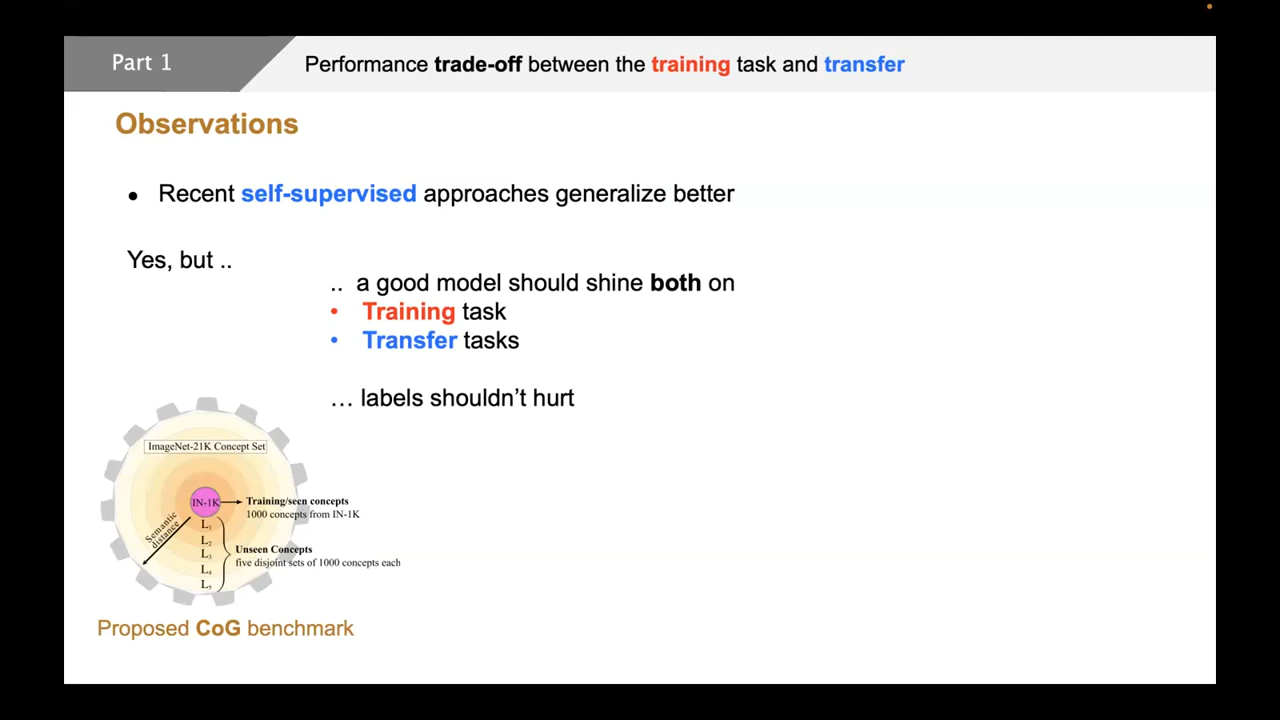 Part 1
Performance trade-off between the training task and transfer
Observations
• Recent self-supervised approaches generalize better
Yes, but ..
.. a good model should shine both on
• Training task
• Transfer tasks
… labels shouldn't hurt
ImageNet-21K Concept Set
IN-1K
Training/seen concepts
1000 concepts from IN-1K
Semantic
distance
L₁
L₂
L₃
L₄
L₅
Unseen Concepts
five disjoint sets of 1000 concepts each
Proposed CoG benchmark